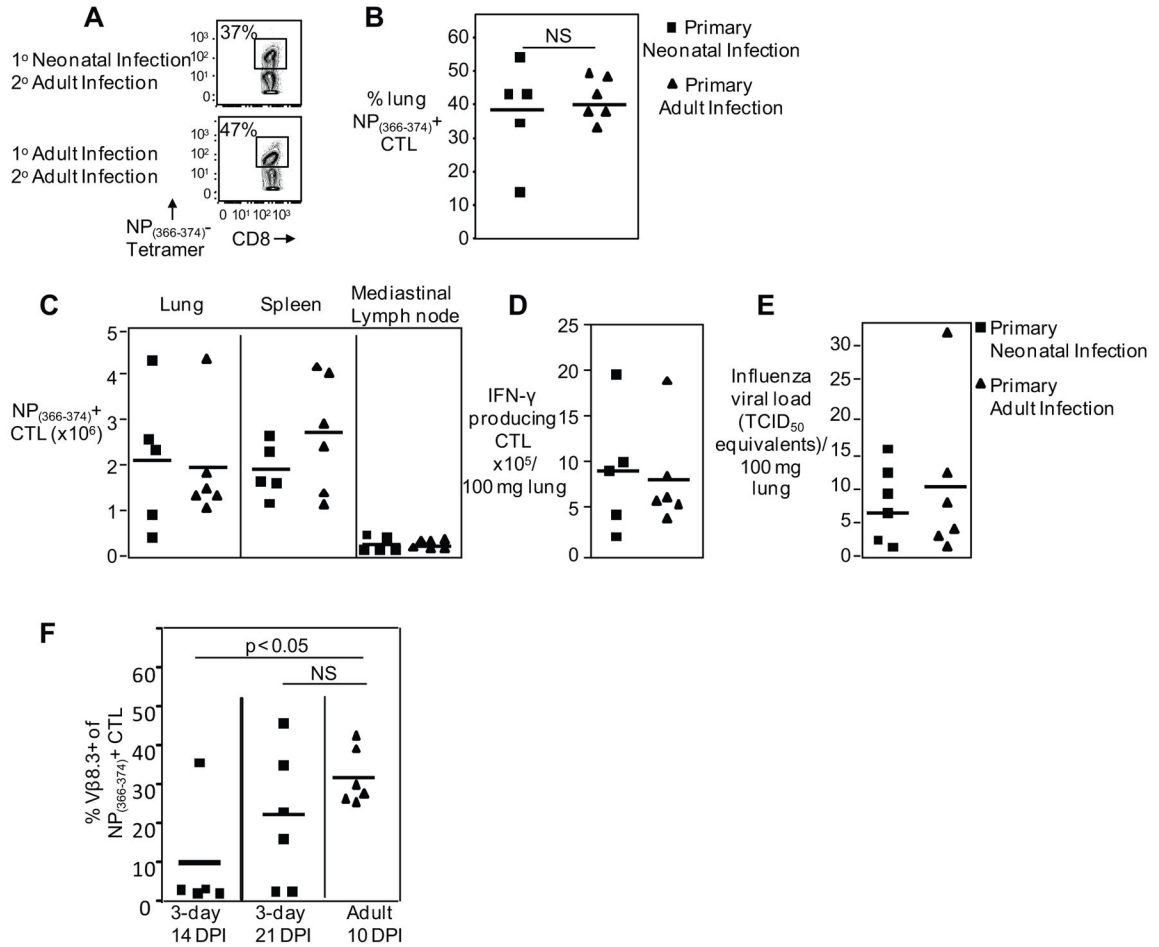 A
37%
10³
10²
10¹
0
1º Neonatal Infection
2º Adult Infection
47%
10³
10²
10¹
0
1º Adult Infection
2º Adult Infection
0 10¹ 10² 10³
NP(366-374)-
Tetramer
CD8
B
60
50
40
30
20
10
0
% lung
NP(366-374)+
CTL
NS
Primary
Neonatal Infection
Primary
Adult Infection
C
Lung
Spleen
Mediastinal
Lymph node
5
4
3
2
1
0
NP(366-374)+
CTL (x10⁶)
D
25
20
15
10
5
0
IFN-γ
producing
CTL
x10⁵/
100 mg lung
E
30
25
20
15
10
5
0
Influenza
viral load
(TCID50
equivalents)/
100 mg
lung
Primary
Neonatal Infection
Primary
Adult Infection
F
60
50
40
30
20
10
0
% Vβ8.3+ of
NP(366-374)+ CTL
p<0.05
NS
3-day
14 DPI
3-day
21 DPI
Adult
10 DPI